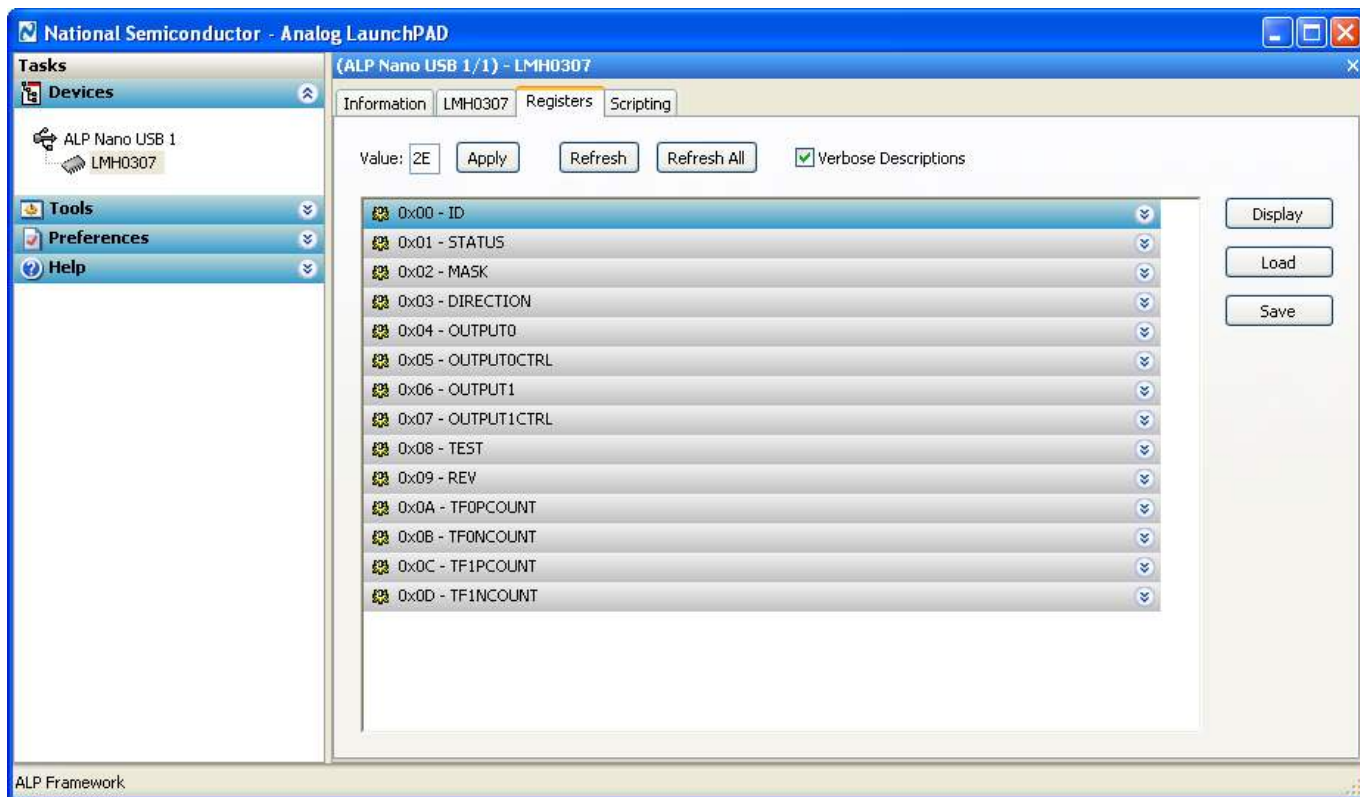 National Semiconductor - Analog LaunchPAD
Tasks
Devices
ALP Nano USB 1
LMH0307
Tools
Preferences
Help
(ALP Nano USB 1/1) - LMH0307
Information LMH0307 Registers Scripting
Value: 2E Apply Refresh Refresh All Verbose Descriptions
0x00 - ID
0x01 - STATUS
0x02 - MASK
0x03 - DIRECTION
0x04 - OUTPUT0
0x05 - OUTPUT0CTRL
0x06 - OUTPUT1
0x07 - OUTPUT1CTRL
0x08 - TEST
0x09 - REV
0x0A - TF0PCOUNT
0x0B - TF0NCOUNT
0x0C - TF1PCOUNT
0x0D - TF1NCOUNT
Display
Load
Save
ALP Framework